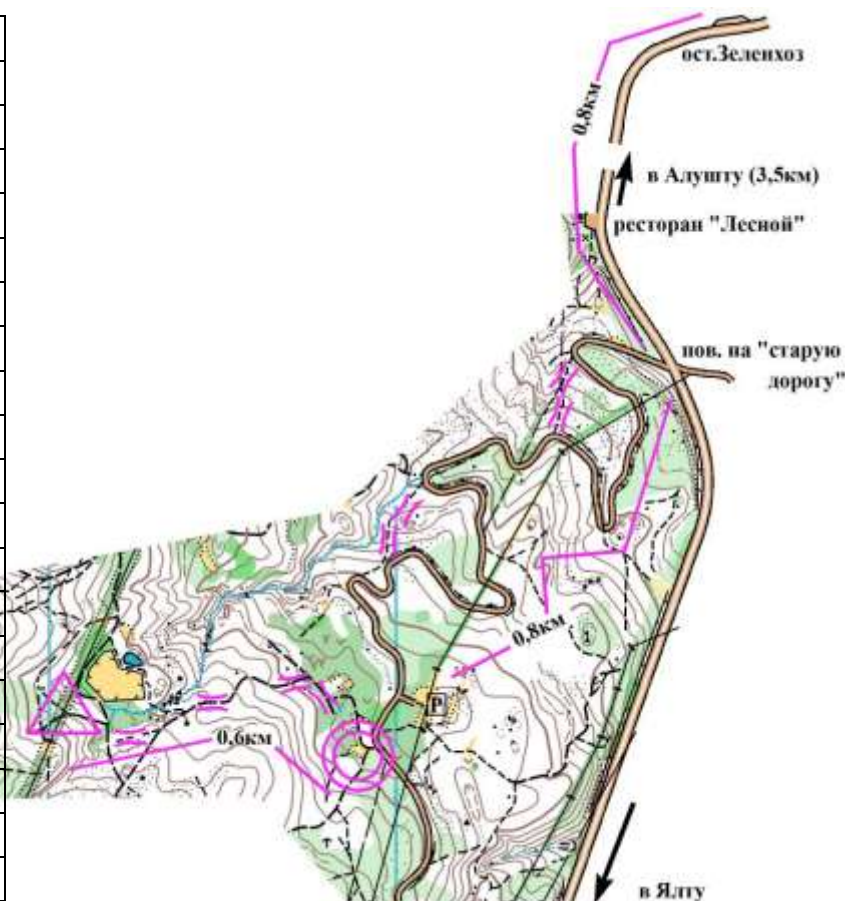 ост.Зеленхоз
0,8км
в Алушту (3,5км)
ресторан "Лесной"
пов. на "старую
дорогу"
0,8км
P
0,6км
в Ялту